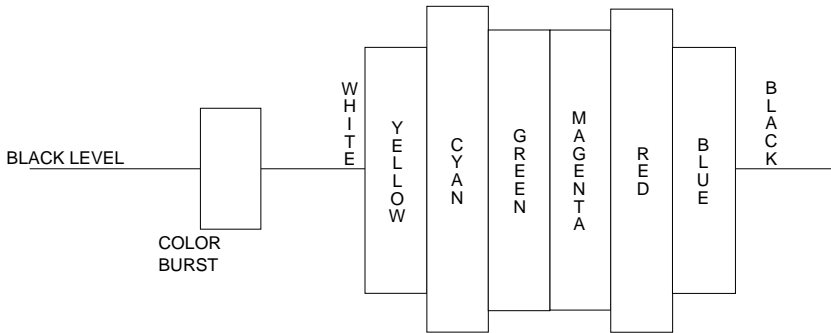 BLACK LEVEL
COLOR
BURST
WHITE
YELLOW
CYAN
GREEN
MAGENTA
RED
BLUE
BLACK